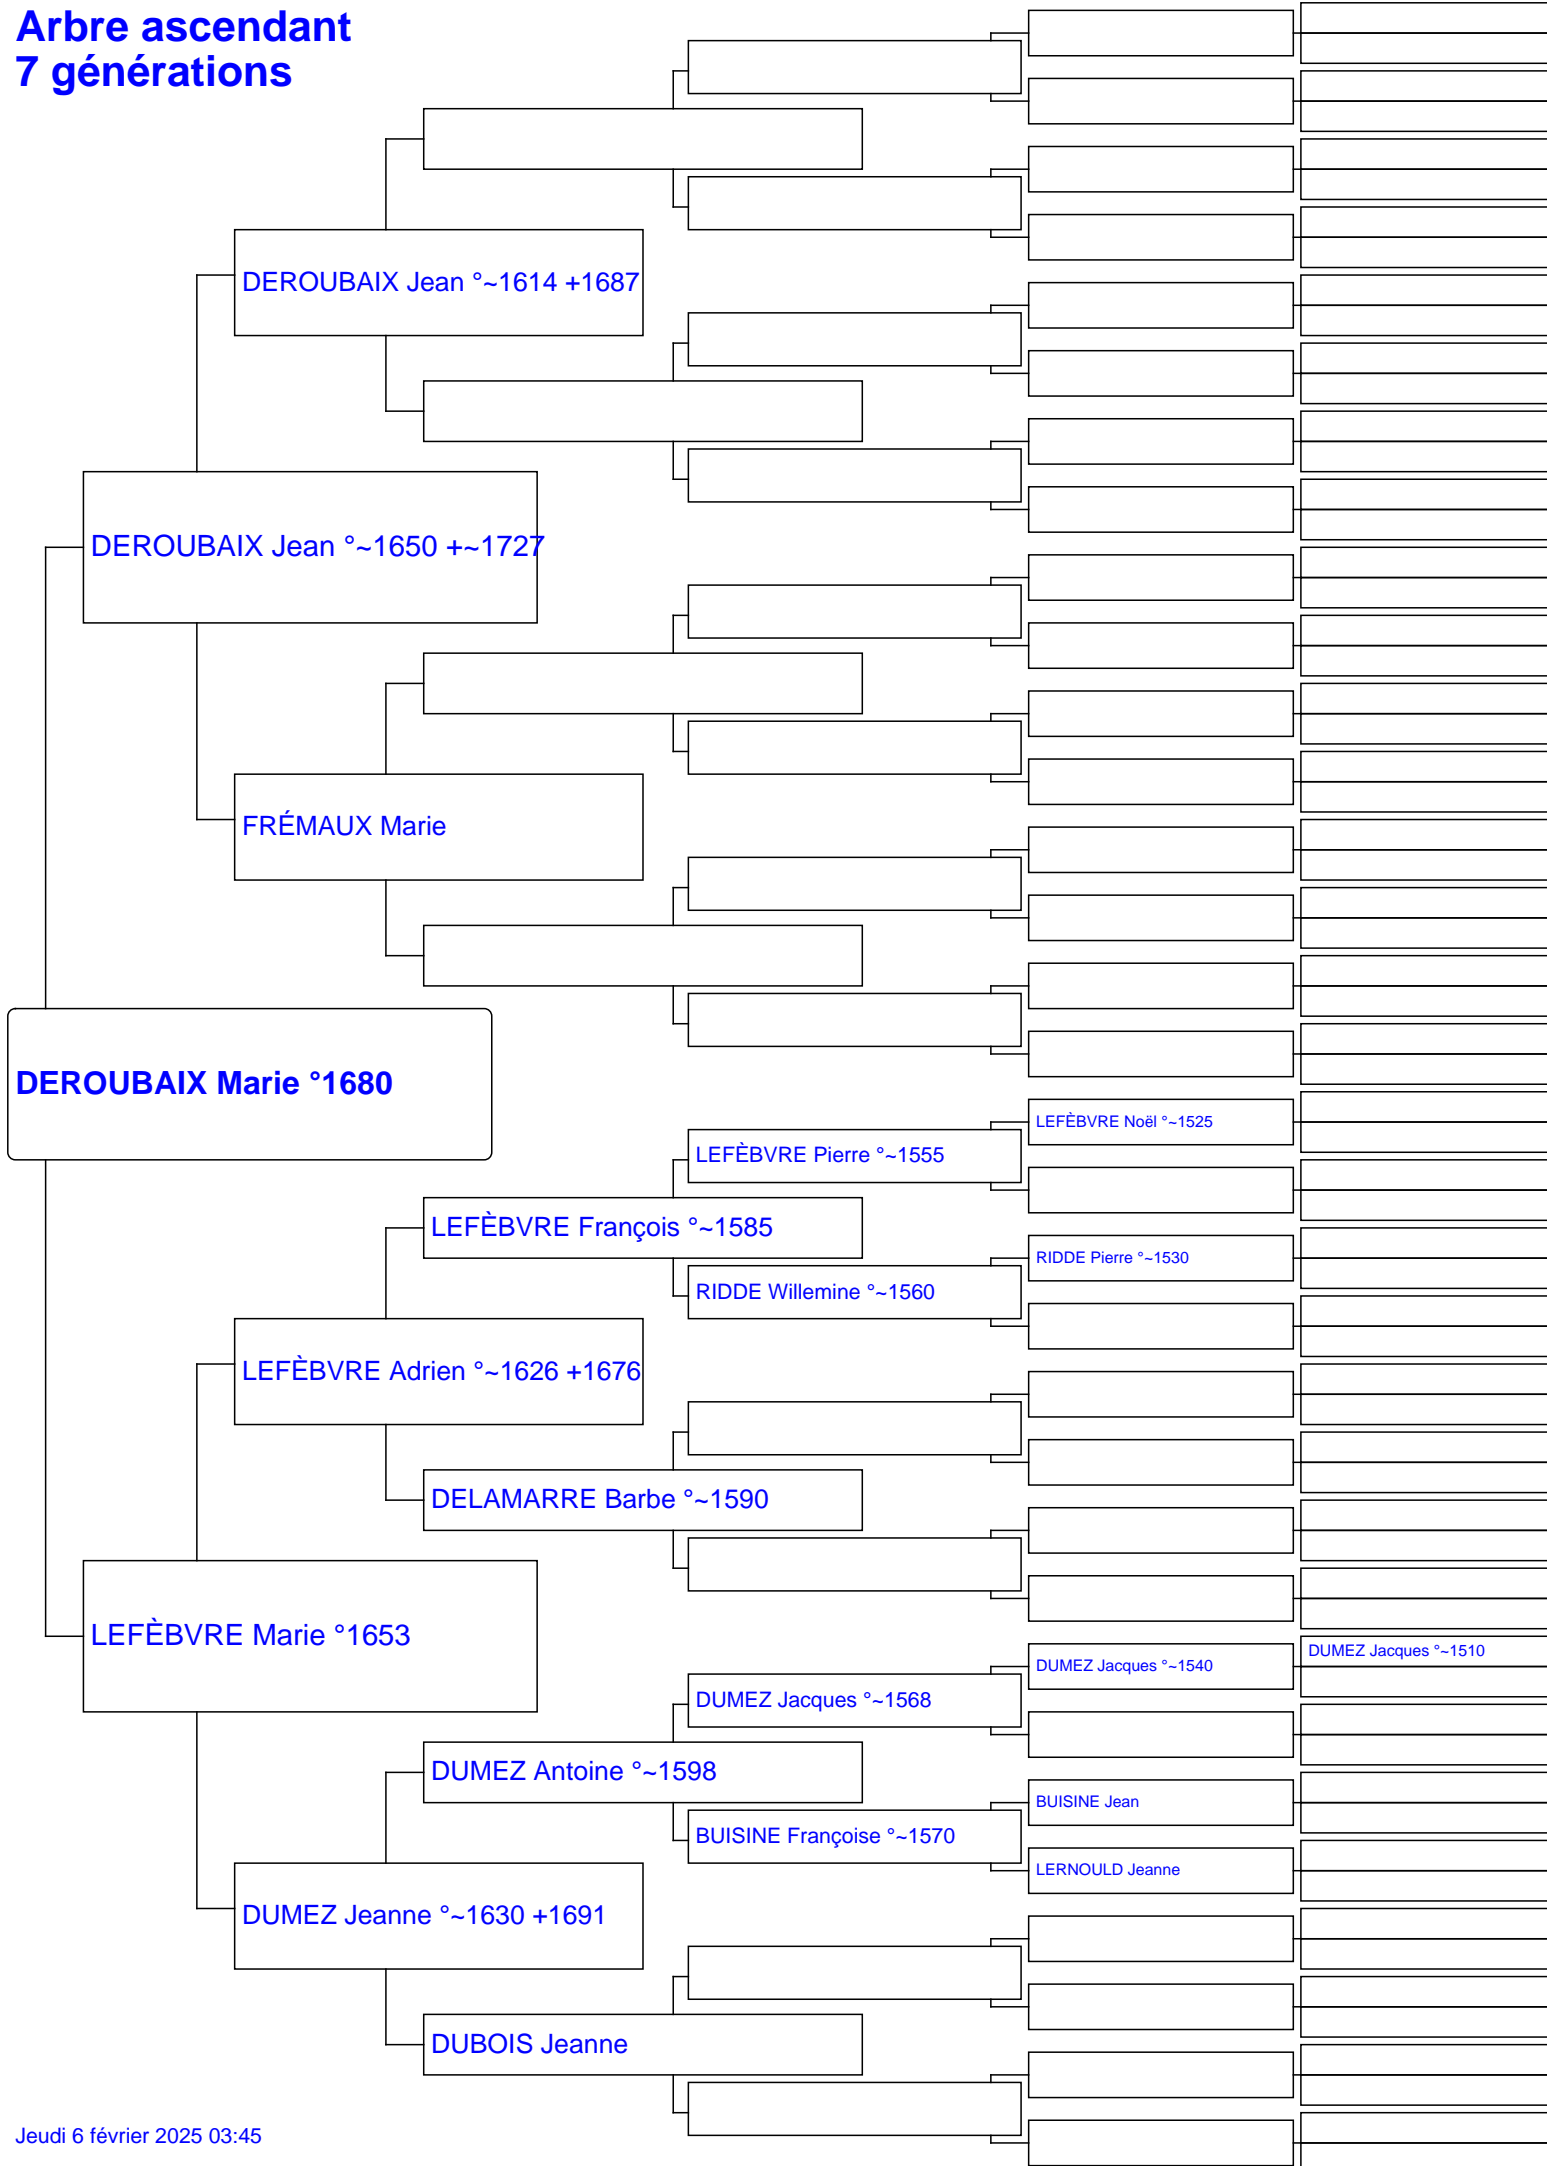 Arbre ascendant
7 générations
DEROUBAIX Jean °~1614 +1687
DEROUBAIX Jean °~1650 +~1727
FRÉMAUX Marie
DEROUBAIX Marie °1680
LEFÈBVRE Noël °~1525
LEFÈBVRE Pierre °~1555
LEFÈBVRE François °~1585
RIDDE Pierre °~1530
RIDDE Willemine °~1560
LEFÈBVRE Adrien °~1626 +1676
DELAMARRE Barbe °~1590
LEFÈBVRE Marie °1653
DUMEZ Jacques °~1510
DUMEZ Jacques °~1540
DUMEZ Jacques °~1568
DUMEZ Antoine °~1598
BUISINE Jean
BUISINE Françoise °~1570
LERNOULD Jeanne
DUMEZ Jeanne °~1630 +1691
DUBOIS Jeanne
Jeudi 6 février 2025 03:45